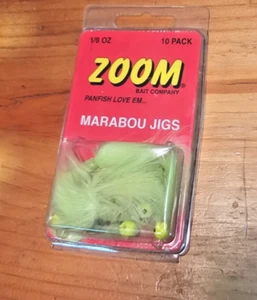 1/8 OZ 10 PACK
ZOOM®
BAIT COMPANY
PANFISH LOVE EM...
MARABOU JIGS